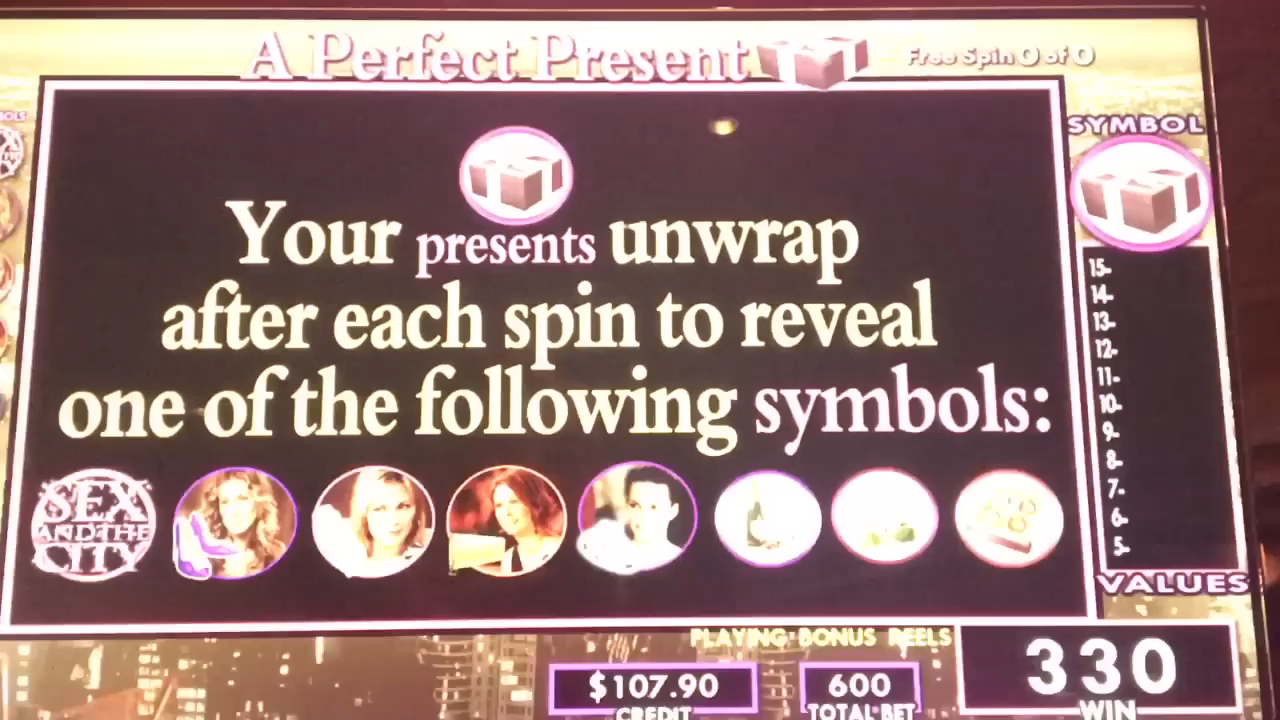 A Perfect Present
Free Spin 0 of 0
SYMBOL
Your presents unwrap
after each spin to reveal
one of the following symbols:
SEX
AND THE
CITY
15-
14-
13-
12-
11-
10-
9-
8-
7-
6-
5-
VALUES
PLAYING BONUS REELS
$107.90
CREDIT
600
TOTAL BET
330
WIN